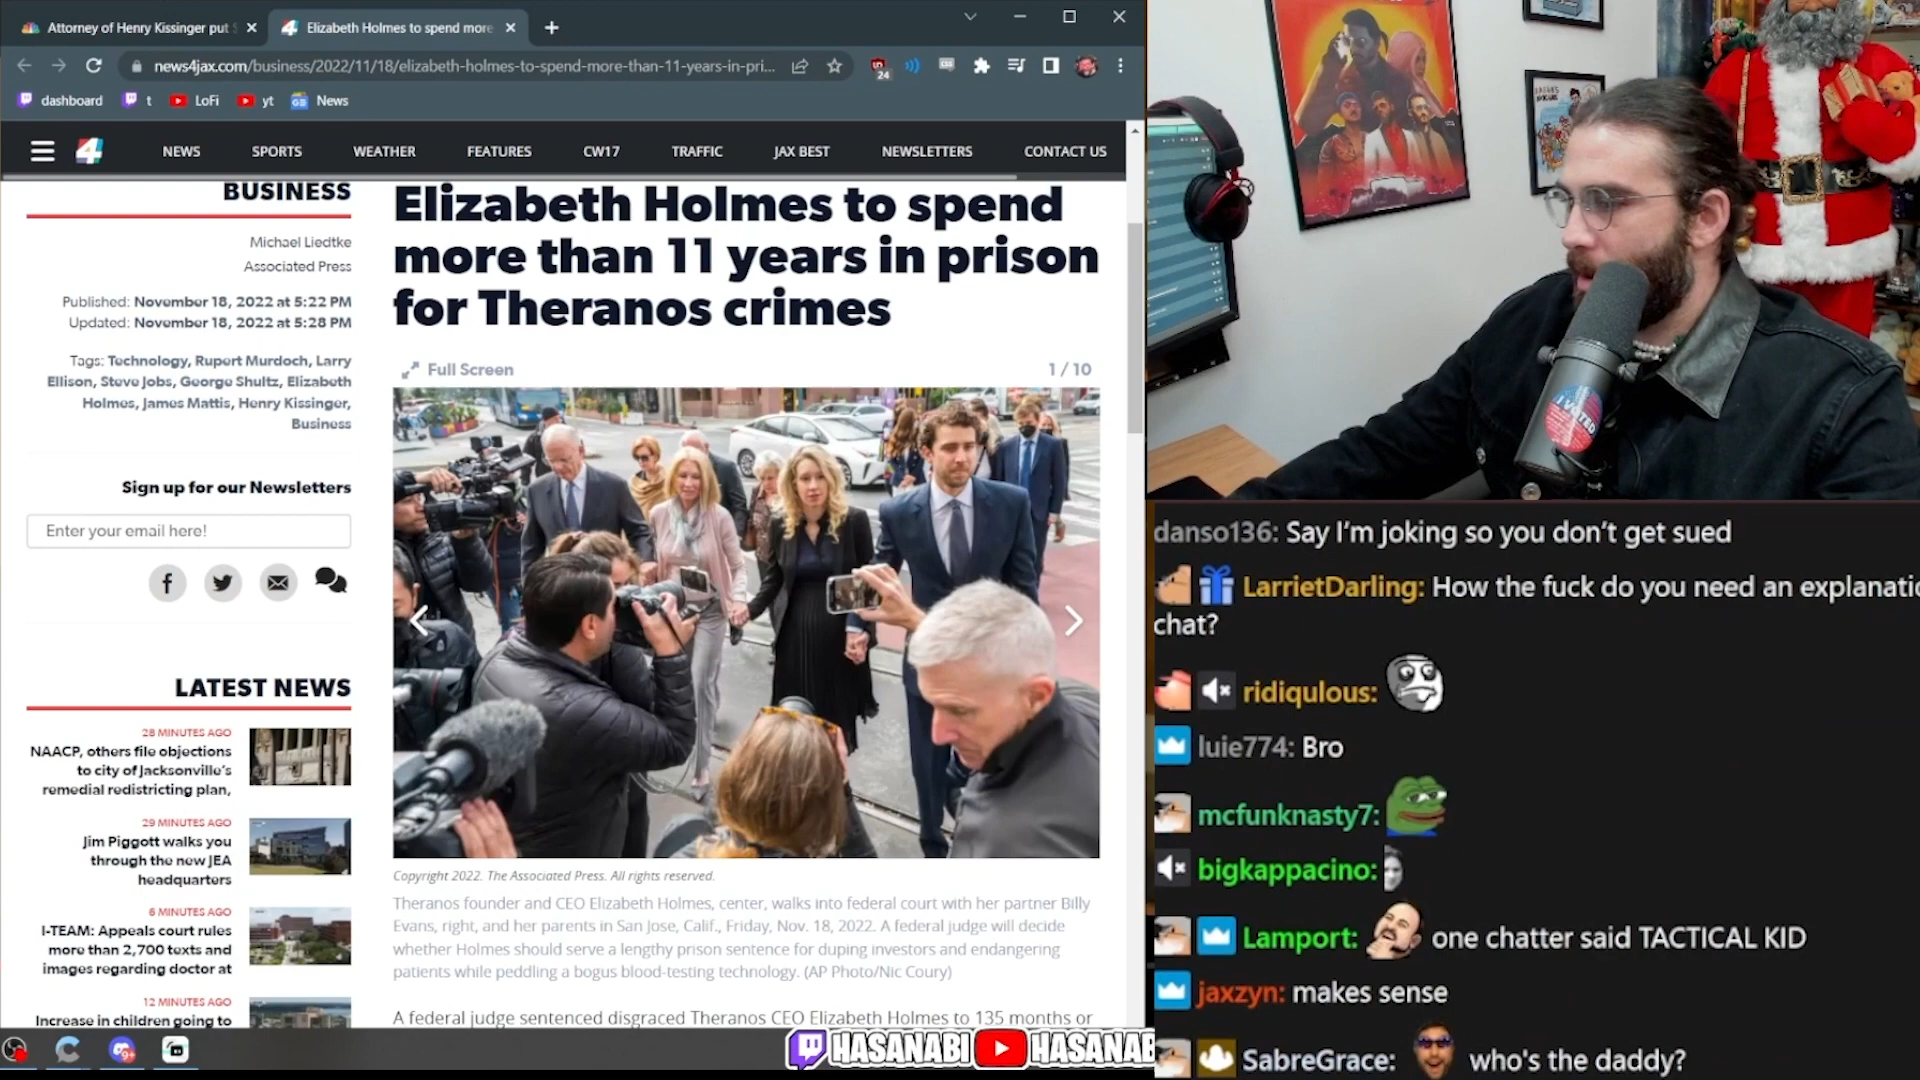 Attorney of Henry Kissinger put
Elizabeth Holmes to spend more
news4jax.com/business/2022/11/18/elizabeth-holmes-to-spend-more-than-11-years-in-pri...
24
dashboard
t
LoFi
yt
News
4
NEWS
SPORTS
WEATHER
FEATURES
CW17
TRAFFIC
JAX BEST
NEWSLETTERS
CONTACT US
BUSINESS
Michael Liedtke
Associated Press
Published: November 18, 2022 at 5:22 PM
Updated: November 18, 2022 at 5:28 PM
Tags: Technology, Rupert Murdoch, Larry
Ellison, Steve Jobs, George Shultz, Elizabeth
Holmes, James Mattis, Henry Kissinger,
Business
Sign up for our Newsletters
Enter your email here!
LATEST NEWS
28 MINUTES AGO
NAACP, others file objections
to city of Jacksonville's
remedial redistricting plan,
29 MINUTES AGO
Jim Piggott walks you
through the new JEA
headquarters
6 MINUTES AGO
I-TEAM: Appeals court rules
more than 2,700 texts and
images regarding doctor at
12 MINUTES AGO
Increase in children going to
Elizabeth Holmes to spend
more than 11 years in prison
for Theranos crimes
Full Screen
1 / 10
Copyright 2022. The Associated Press. All rights reserved.
Theranos founder and CEO Elizabeth Holmes, center, walks into federal court with her partner Billy
Evans, right, and her parents in San Jose, Calif., Friday, Nov. 18, 2022. A federal judge will decide
whether Holmes should serve a lengthy prison sentence for duping investors and endangering
patients while peddling a bogus blood-testing technology. (AP Photo/Nic Coury)
A federal judge sentenced disgraced Theranos CEO Elizabeth Holmes to 135 months or
HASANABI
HASANAB
I VOTED
danso136: Say I'm joking so you don't get sued
LarrietDarling: How the fuck do you need an explanatio
chat?
ridiqulous:
luie774: Bro
mcfunknasty7:
bigkappacino:
Lamport: one chatter said TACTICAL KID
jaxzyn: makes sense
SabreGrace: who's the daddy?